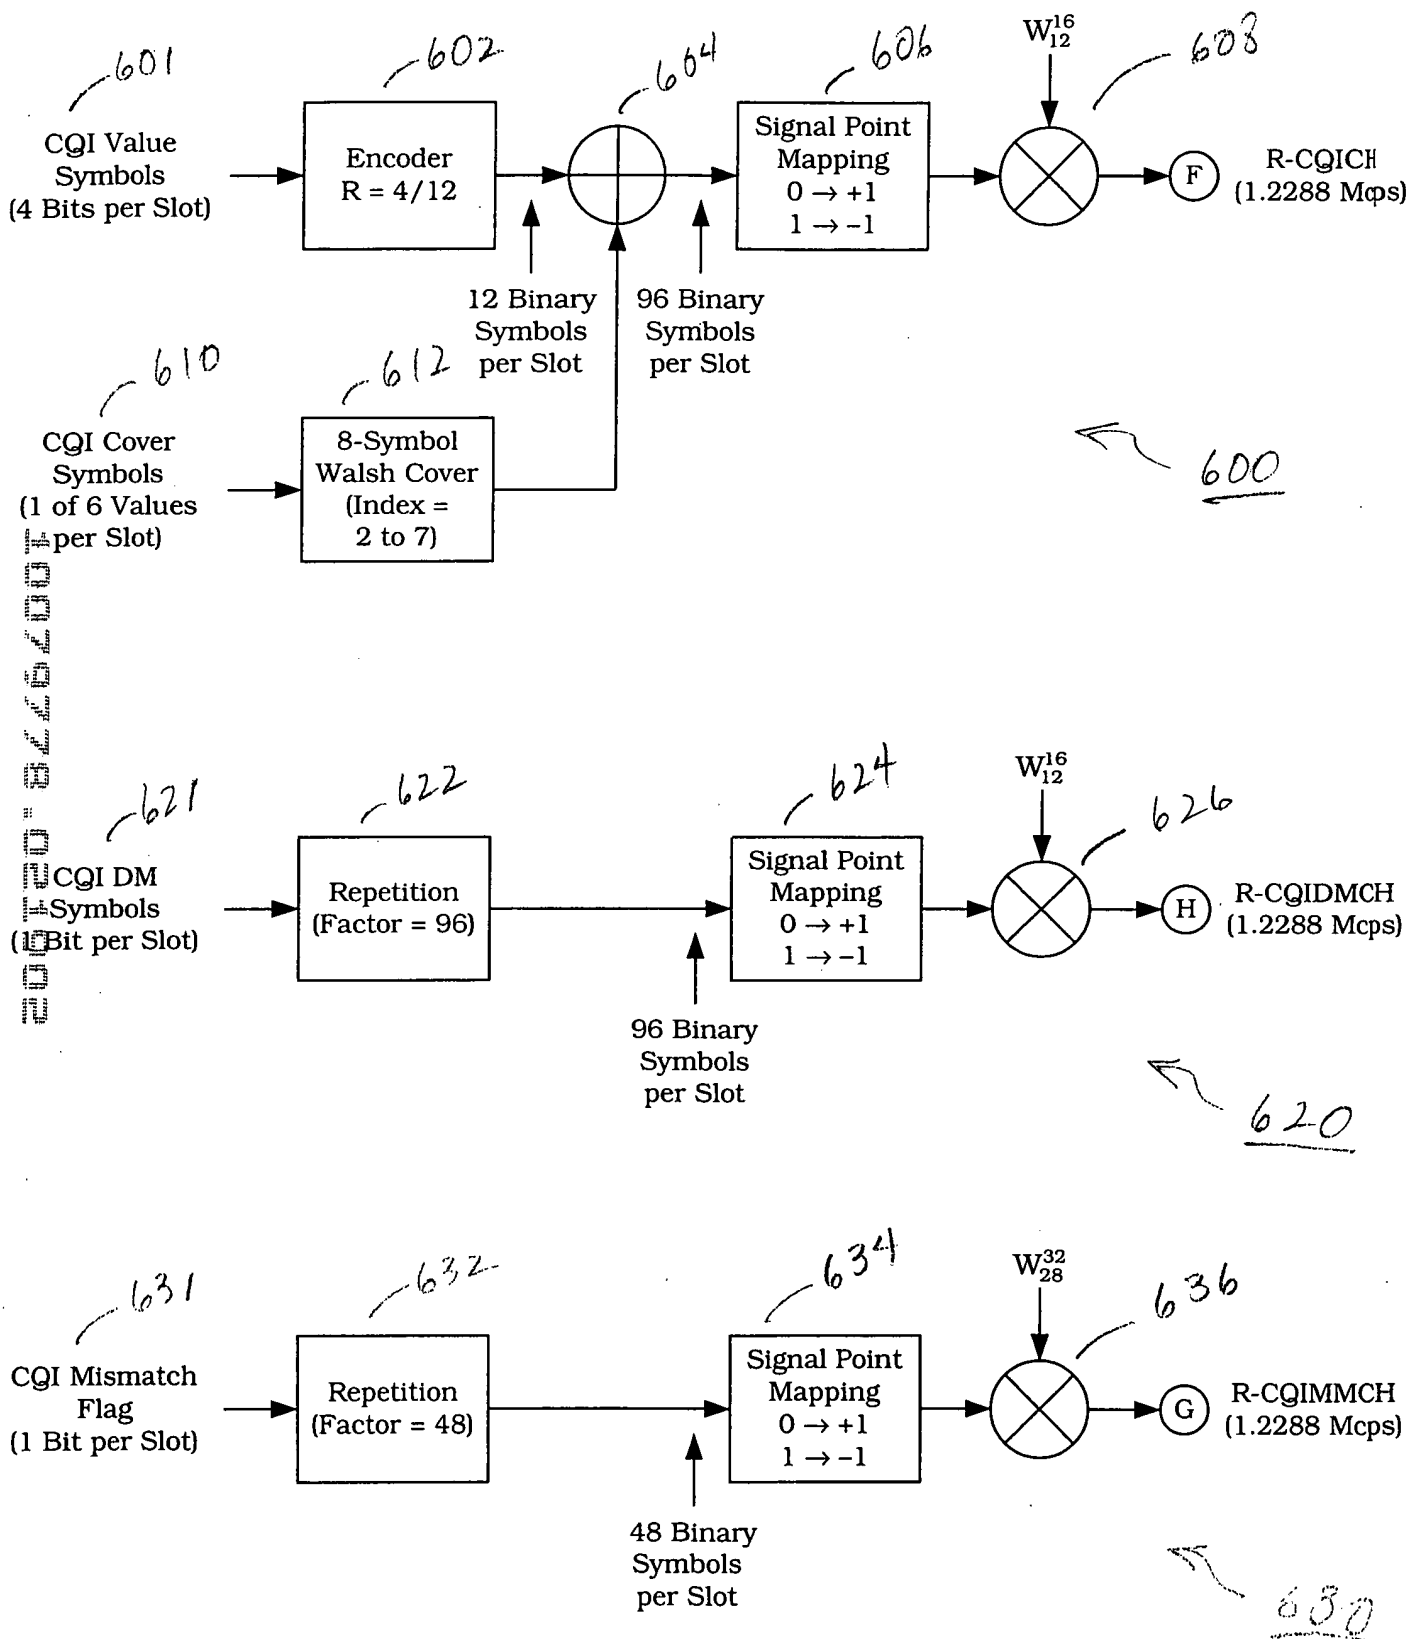 601
602
604
606
W₁₂¹⁶
608
CQI Value
Symbols
(4 Bits per Slot)
Encoder
R = 4/12
Signal Point
Mapping
0 → +1
1 → −1
F
R-CQICH
(1.2288 Mcps)
12 Binary
Symbols
per Slot
96 Binary
Symbols
per Slot
610
612
CQI Cover
Symbols
(1 of 6 Values
per Slot)
8-Symbol
Walsh Cover
(Index =
2 to 7)
600
10079778.021202
621
622
624
W₁₂¹⁶
626
CQI DM
Symbols
(1 Bit per Slot)
Repetition
(Factor = 96)
Signal Point
Mapping
0 → +1
1 → −1
H
R-CQIDMCH
(1.2288 Mcps)
96 Binary
Symbols
per Slot
620
631
632
634
W₂₈³²
636
CQI Mismatch
Flag
(1 Bit per Slot)
Repetition
(Factor = 48)
Signal Point
Mapping
0 → +1
1 → −1
G
R-CQIMMCH
(1.2288 Mcps)
48 Binary
Symbols
per Slot
630